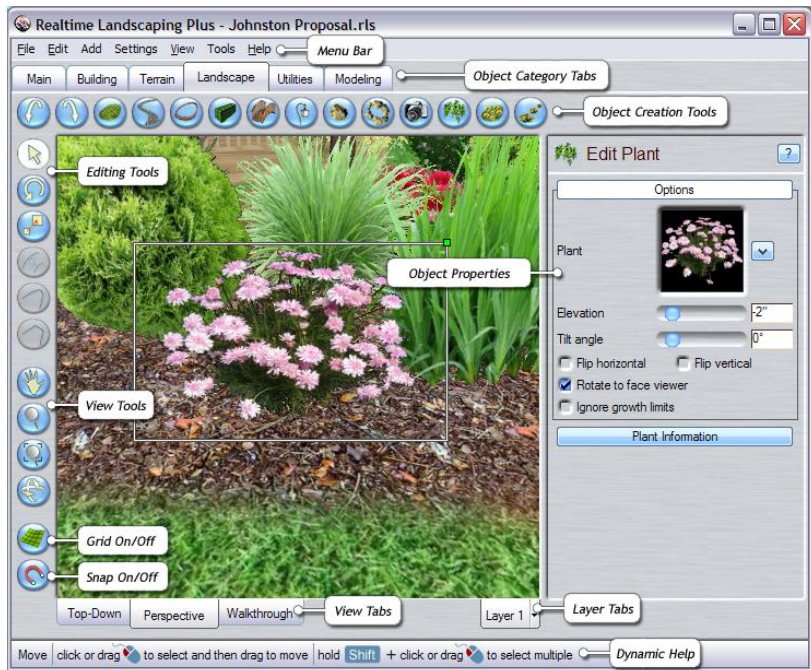 Realtime Landscaping Plus - Johnston Proposal.rls
File Edit Add Settings View Tools Help
Menu Bar
Main Building Terrain Landscape Utilities Modeling
Object Category Tabs
Object Creation Tools
Editing Tools
Edit Plant
?
Options
Plant
Object Properties
Elevation
-2"
Tilt angle
0°
Flip horizontal
Flip vertical
Rotate to face viewer
Ignore growth limits
View Tools
Plant Information
Grid On/Off
Snap On/Off
Top-Down Perspective Walkthrough
View Tabs
Layer 1
Layer Tabs
Move click or drag to select and then drag to move hold Shift + click or drag to select multiple
Dynamic Help